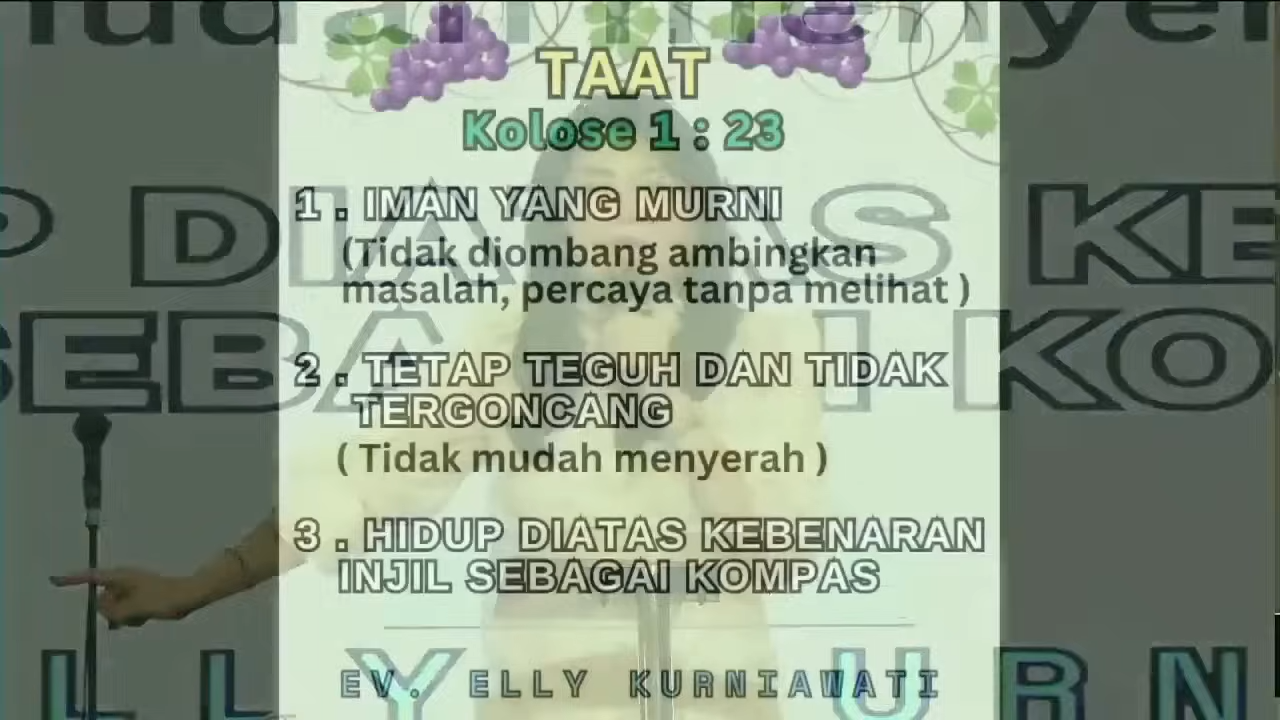 TAAT
Kolose 1 : 23
1 . IMAN YANG MURNI
(Tidak diombang ambingkan
masalah, percaya tanpa melihat )
2 . TETAP TEGUH DAN TIDAK
TERGONCANG
( Tidak mudah menyerah )
3 . HIDUP DIATAS KEBENARAN
INJIL SEBAGAI KOMPAS
EV. ELLY KURNIAWATI